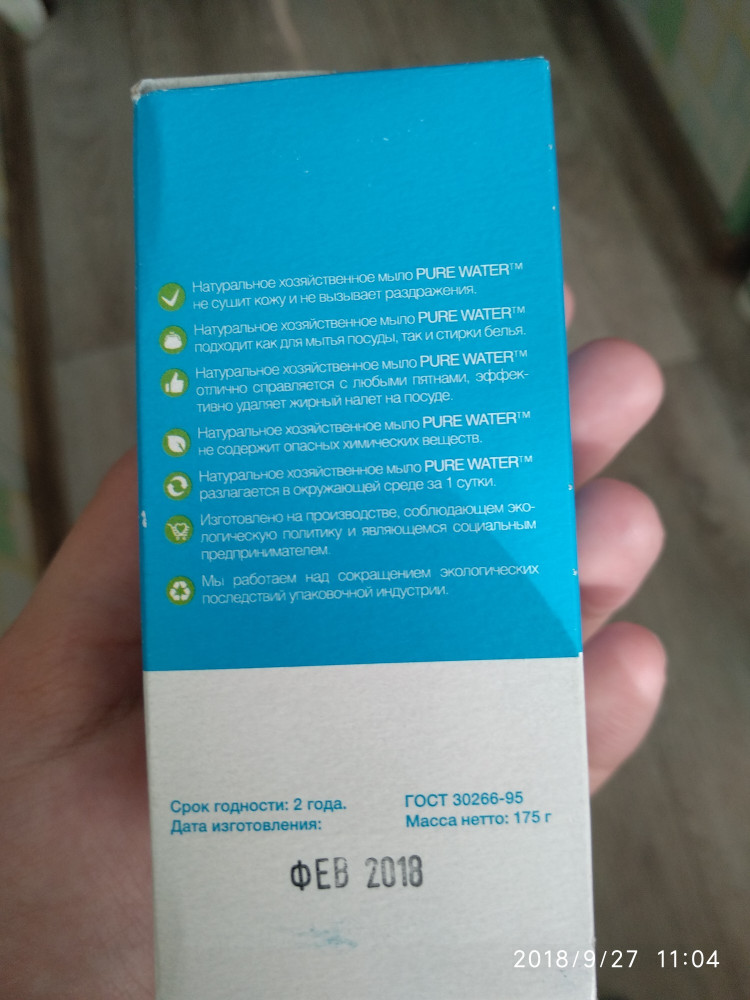 Натуральное хозяйственное мыло PURE WATER™
не сушит кожу и не вызывает раздражения.
Натуральное хозяйственное мыло PURE WATER™
подходит как для мытья посуды, так и стирки белья.
Натуральное хозяйственное мыло PURE WATER™
отлично справляется с любыми пятнами, эффек-
тивно удаляет жирный налет на посуде.
Натуральное хозяйственное мыло PURE WATER™
не содержит опасных химических веществ.
Натуральное хозяйственное мыло PURE WATER™
разлагается в окружающей среде за 1 сутки.
Изготовлено на производстве, соблюдающем эко-
логическую политику и являющемся социальным
предпринимателем.
Мы работаем над сокращением экологических
последствий упаковочной индустрии.
Срок годности: 2 года.
Дата изготовления:
ГОСТ 30266-95
Масса нетто: 175 г
ФЕВ 2018
2018/9/27 11:04